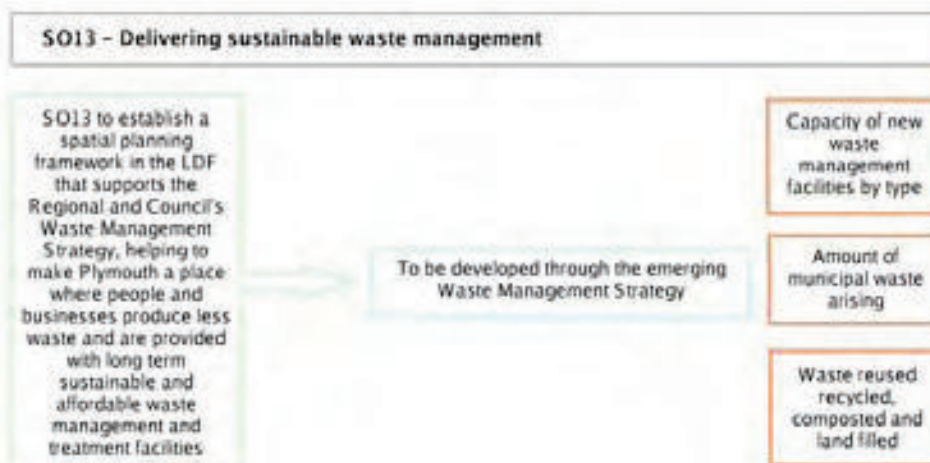 SO13 – Delivering sustainable waste management
SO13 to establish a
spatial planning
framework in the LDF
that supports the
Regional and Council's
Waste Management
Strategy, helping to
make Plymouth a place
where people and
businesses produce less
waste and are provided
with long term
sustainable and
affordable waste
management and
treatment facilities
To be developed through the emerging
Waste Management Strategy
Capacity of new
waste
management
facilities by type
Amount of
municipal waste
arising
Waste reused
recycled,
composted and
land filled